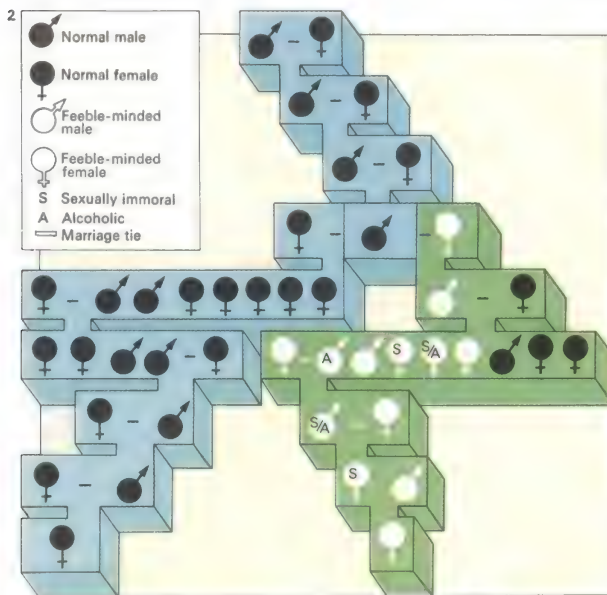 2
Normal male
Normal female
Feeble-minded
male
Feeble-minded
female
S Sexually immoral
A Alcoholic
Marriage tie
A
S
S/A
S/A
S